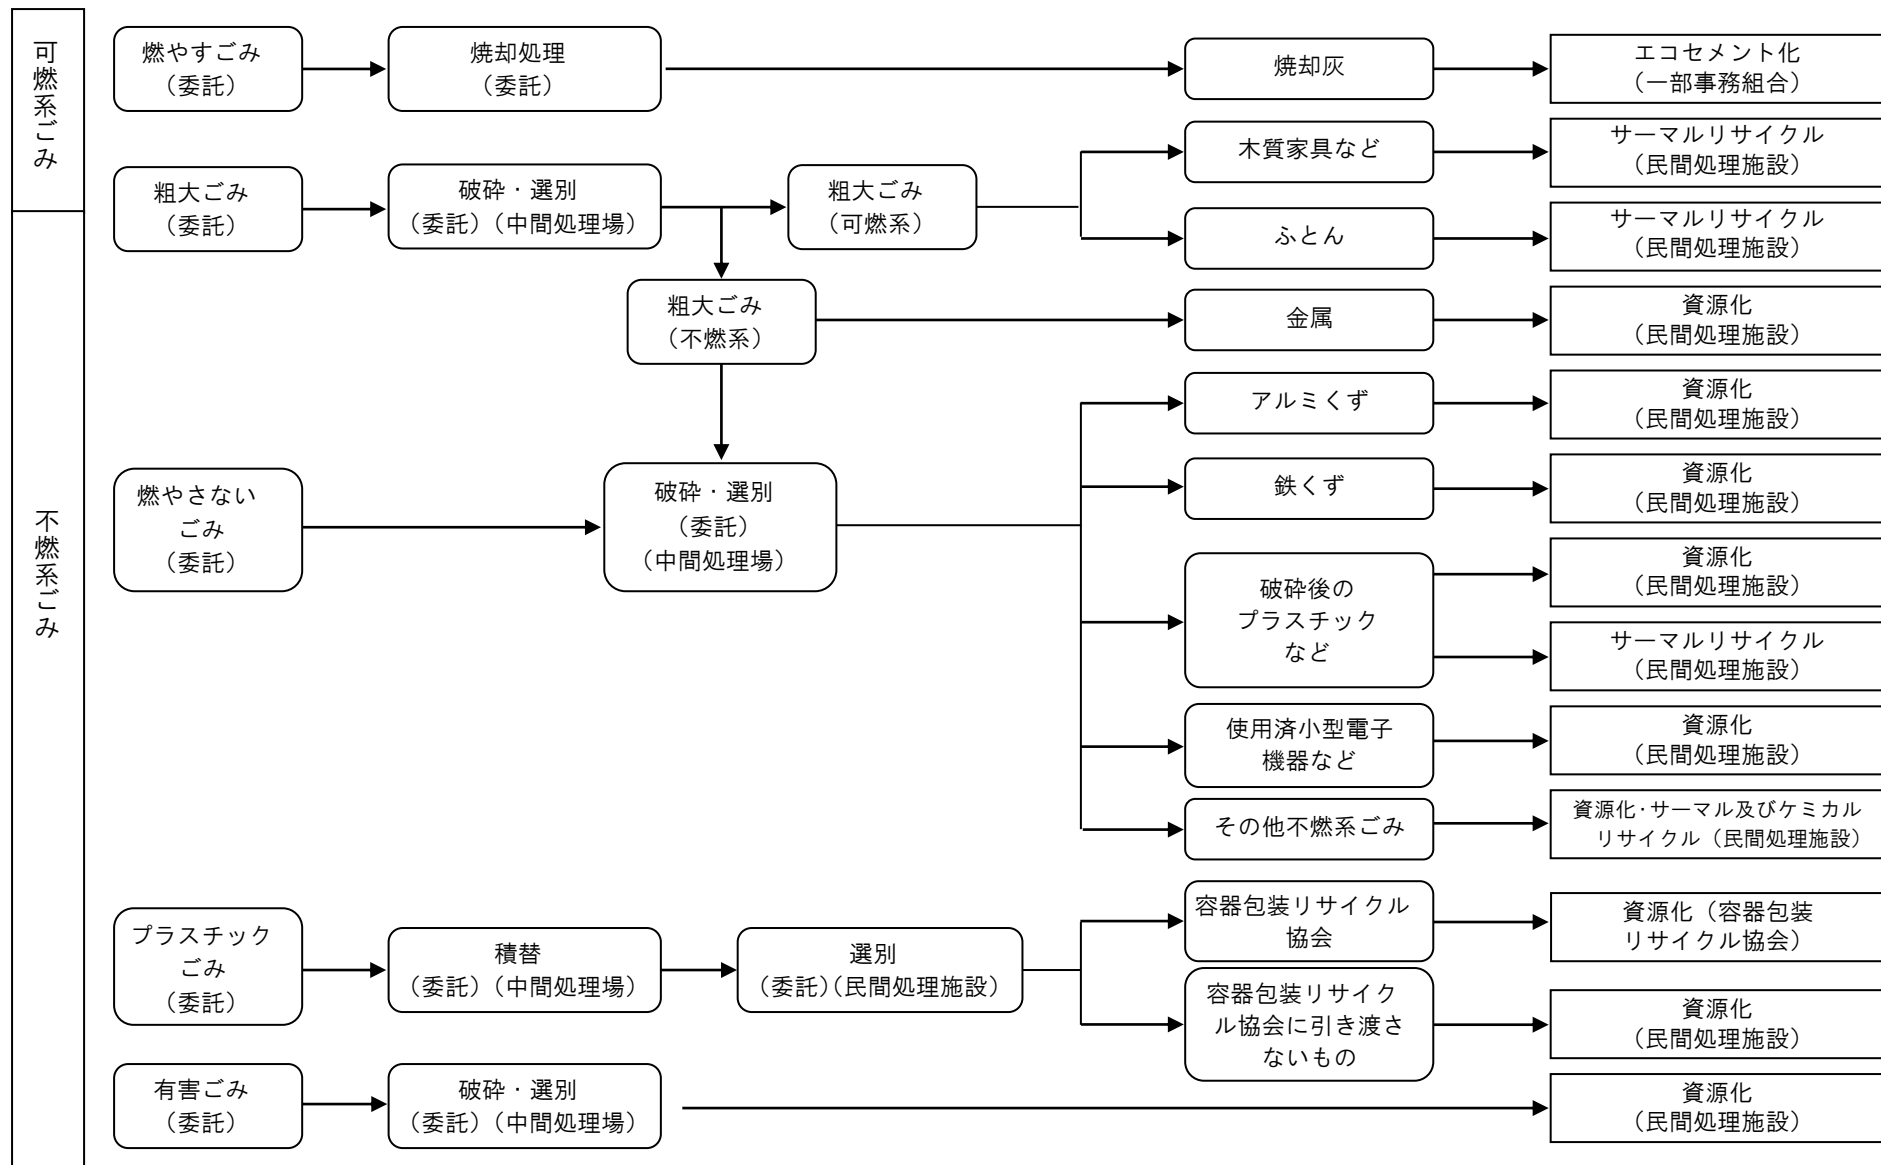 可燃系ごみ
燃やすごみ
（委託）
焼却処理
（委託）
焼却灰
エコセメント化
（一部事務組合）
粗大ごみ
（委託）
破砕・選別
（委託）（中間処理場）
粗大ごみ
（可燃系）
木質家具など
サーマルリサイクル
（民間処理施設）
ふとん
サーマルリサイクル
（民間処理施設）
粗大ごみ
（不燃系）
金属
資源化
（民間処理施設）
不燃系ごみ
燃やさない
ごみ
（委託）
破砕・選別
（委託）
（中間処理場）
アルミくず
資源化
（民間処理施設）
鉄くず
資源化
（民間処理施設）
破砕後の
プラスチック
など
資源化
（民間処理施設）
サーマルリサイクル
（民間処理施設）
使用済小型電子
機器など
資源化
（民間処理施設）
その他不燃系ごみ
資源化・サーマル及びケミカル
リサイクル（民間処理施設）
プラスチック
ごみ
（委託）
積替
（委託）（中間処理場）
選別
（委託）（民間処理施設）
容器包装リサイクル
協会
資源化（容器包装
リサイクル協会）
容器包装リサイク
ル協会に引き渡さ
ないもの
資源化
（民間処理施設）
有害ごみ
（委託）
破砕・選別
（委託）（中間処理場）
資源化
（民間処理施設）